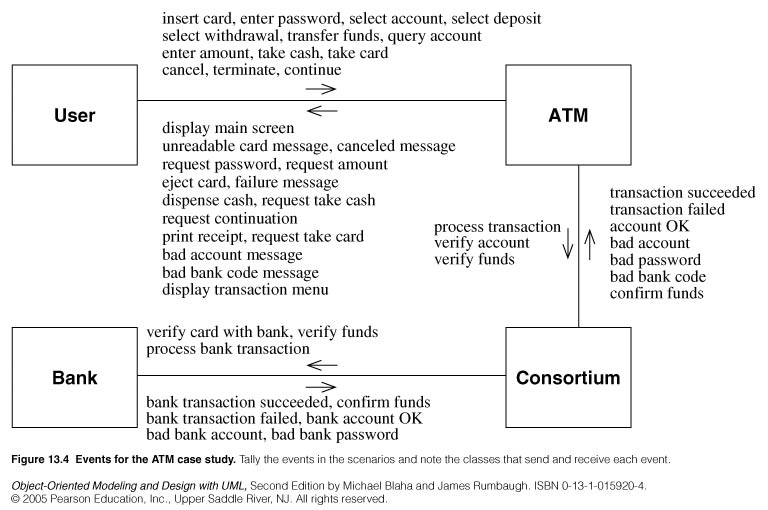 insert card, enter password, select account, select deposit
select withdrawal, transfer funds, query account
enter amount, take cash, take card
cancel, terminate, continue
User
ATM
display main screen
unreadable card message, canceled message
request password, request amount
eject card, failure message
dispense cash, request take cash
request continuation
print receipt, request take card
bad account message
bad bank code message
display transaction menu
process transaction
verify account
verify funds
transaction succeeded
transaction failed
account OK
bad account
bad password
bad bank code
confirm funds
verify card with bank, verify funds
process bank transaction
Bank
Consortium
bank transaction succeeded, confirm funds
bank transaction failed, bank account OK
bad bank account, bad bank password
Figure 13.4 Events for the ATM case study. Tally the events in the scenarios and note the classes that send and receive each event.
Object-Oriented Modeling and Design with UML, Second Edition by Michael Blaha and James Rumbaugh. ISBN 0-13-1-015920-4.
© 2005 Pearson Education, Inc., Upper Saddle River, NJ. All rights reserved.